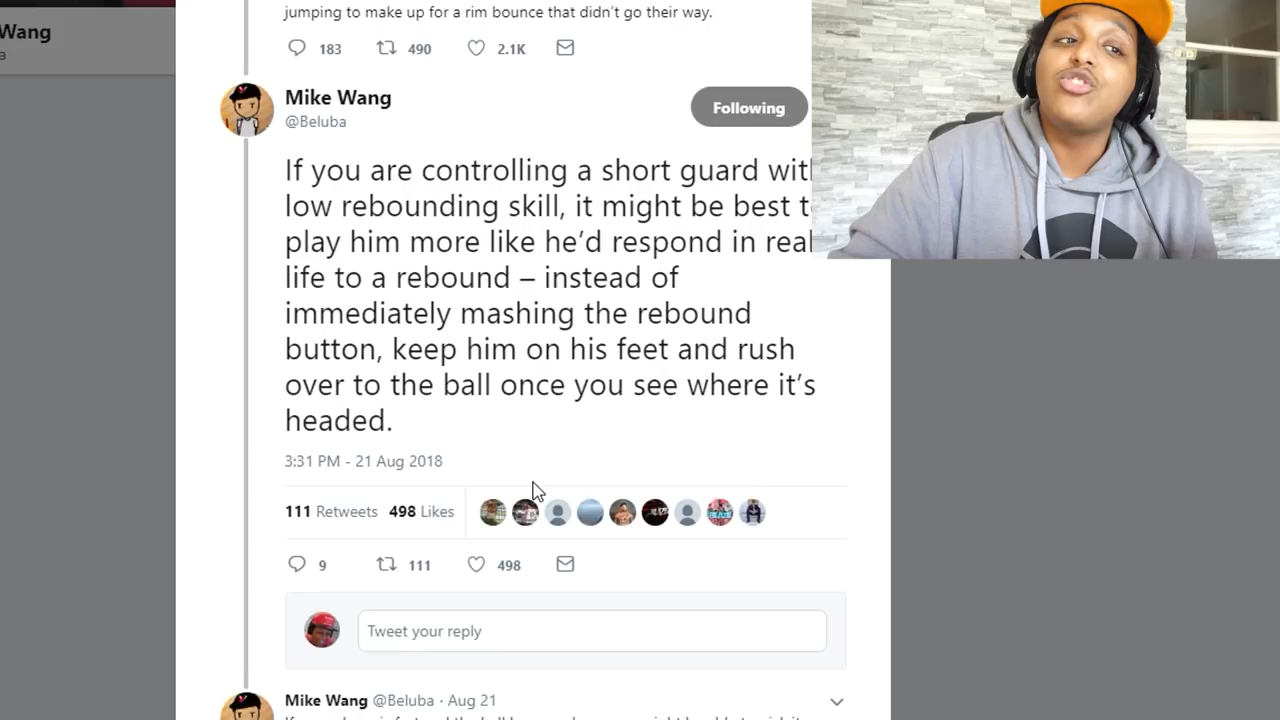 jumping to make up for a rim bounce that didn't go their way.
Wang
a
183 490 2.1K
Mike Wang
@Beluba
Following
If you are controlling a short guard
low rebounding skill, it might be best
play him more like he'd respond in real
life to a rebound – instead of
immediately mashing the rebound
button, keep him on his feet and rush
over to the ball once you see where it's
headed.
3:31 PM - 21 Aug 2018
111 Retweets 498 Likes
9 111 498
Tweet your reply
Mike Wang @Beluba · Aug 21